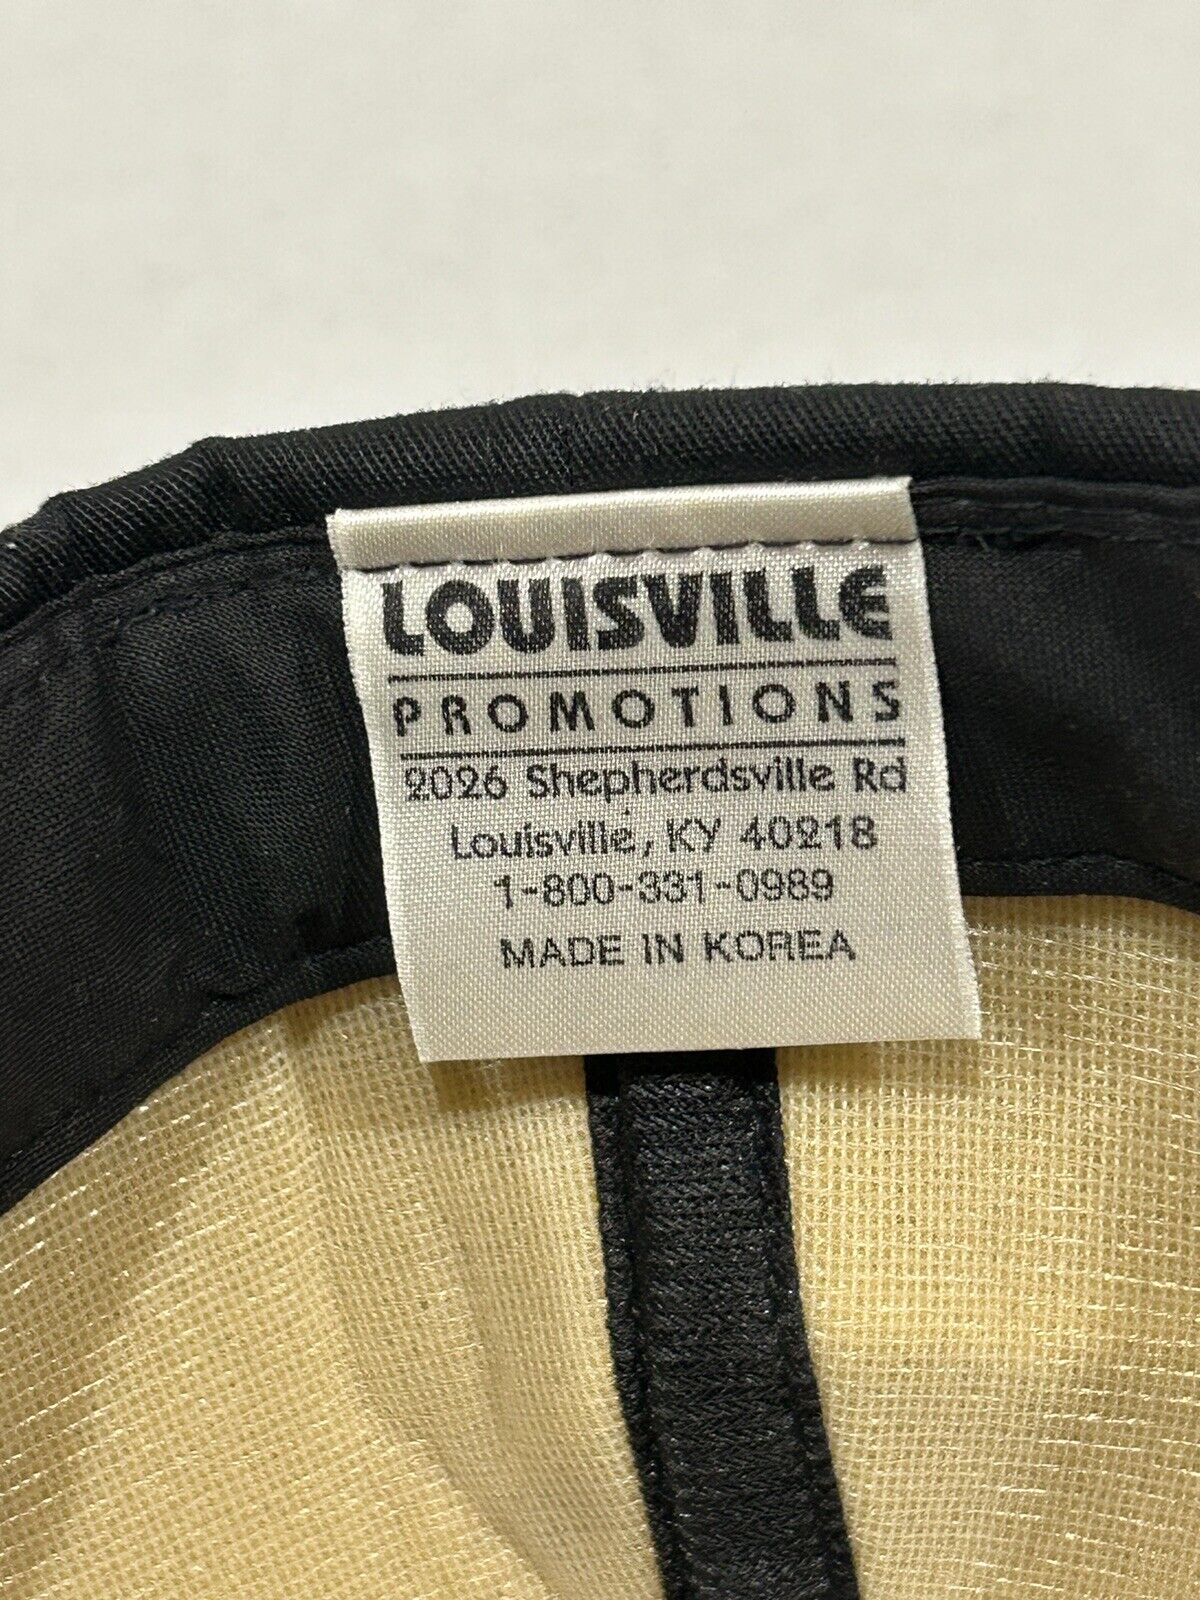 LOUISVILLE
PROMOTIONS
2026 Shepherdsville Rd
Louisville, KY 40218
1-800-331-0989
MADE IN KOREA